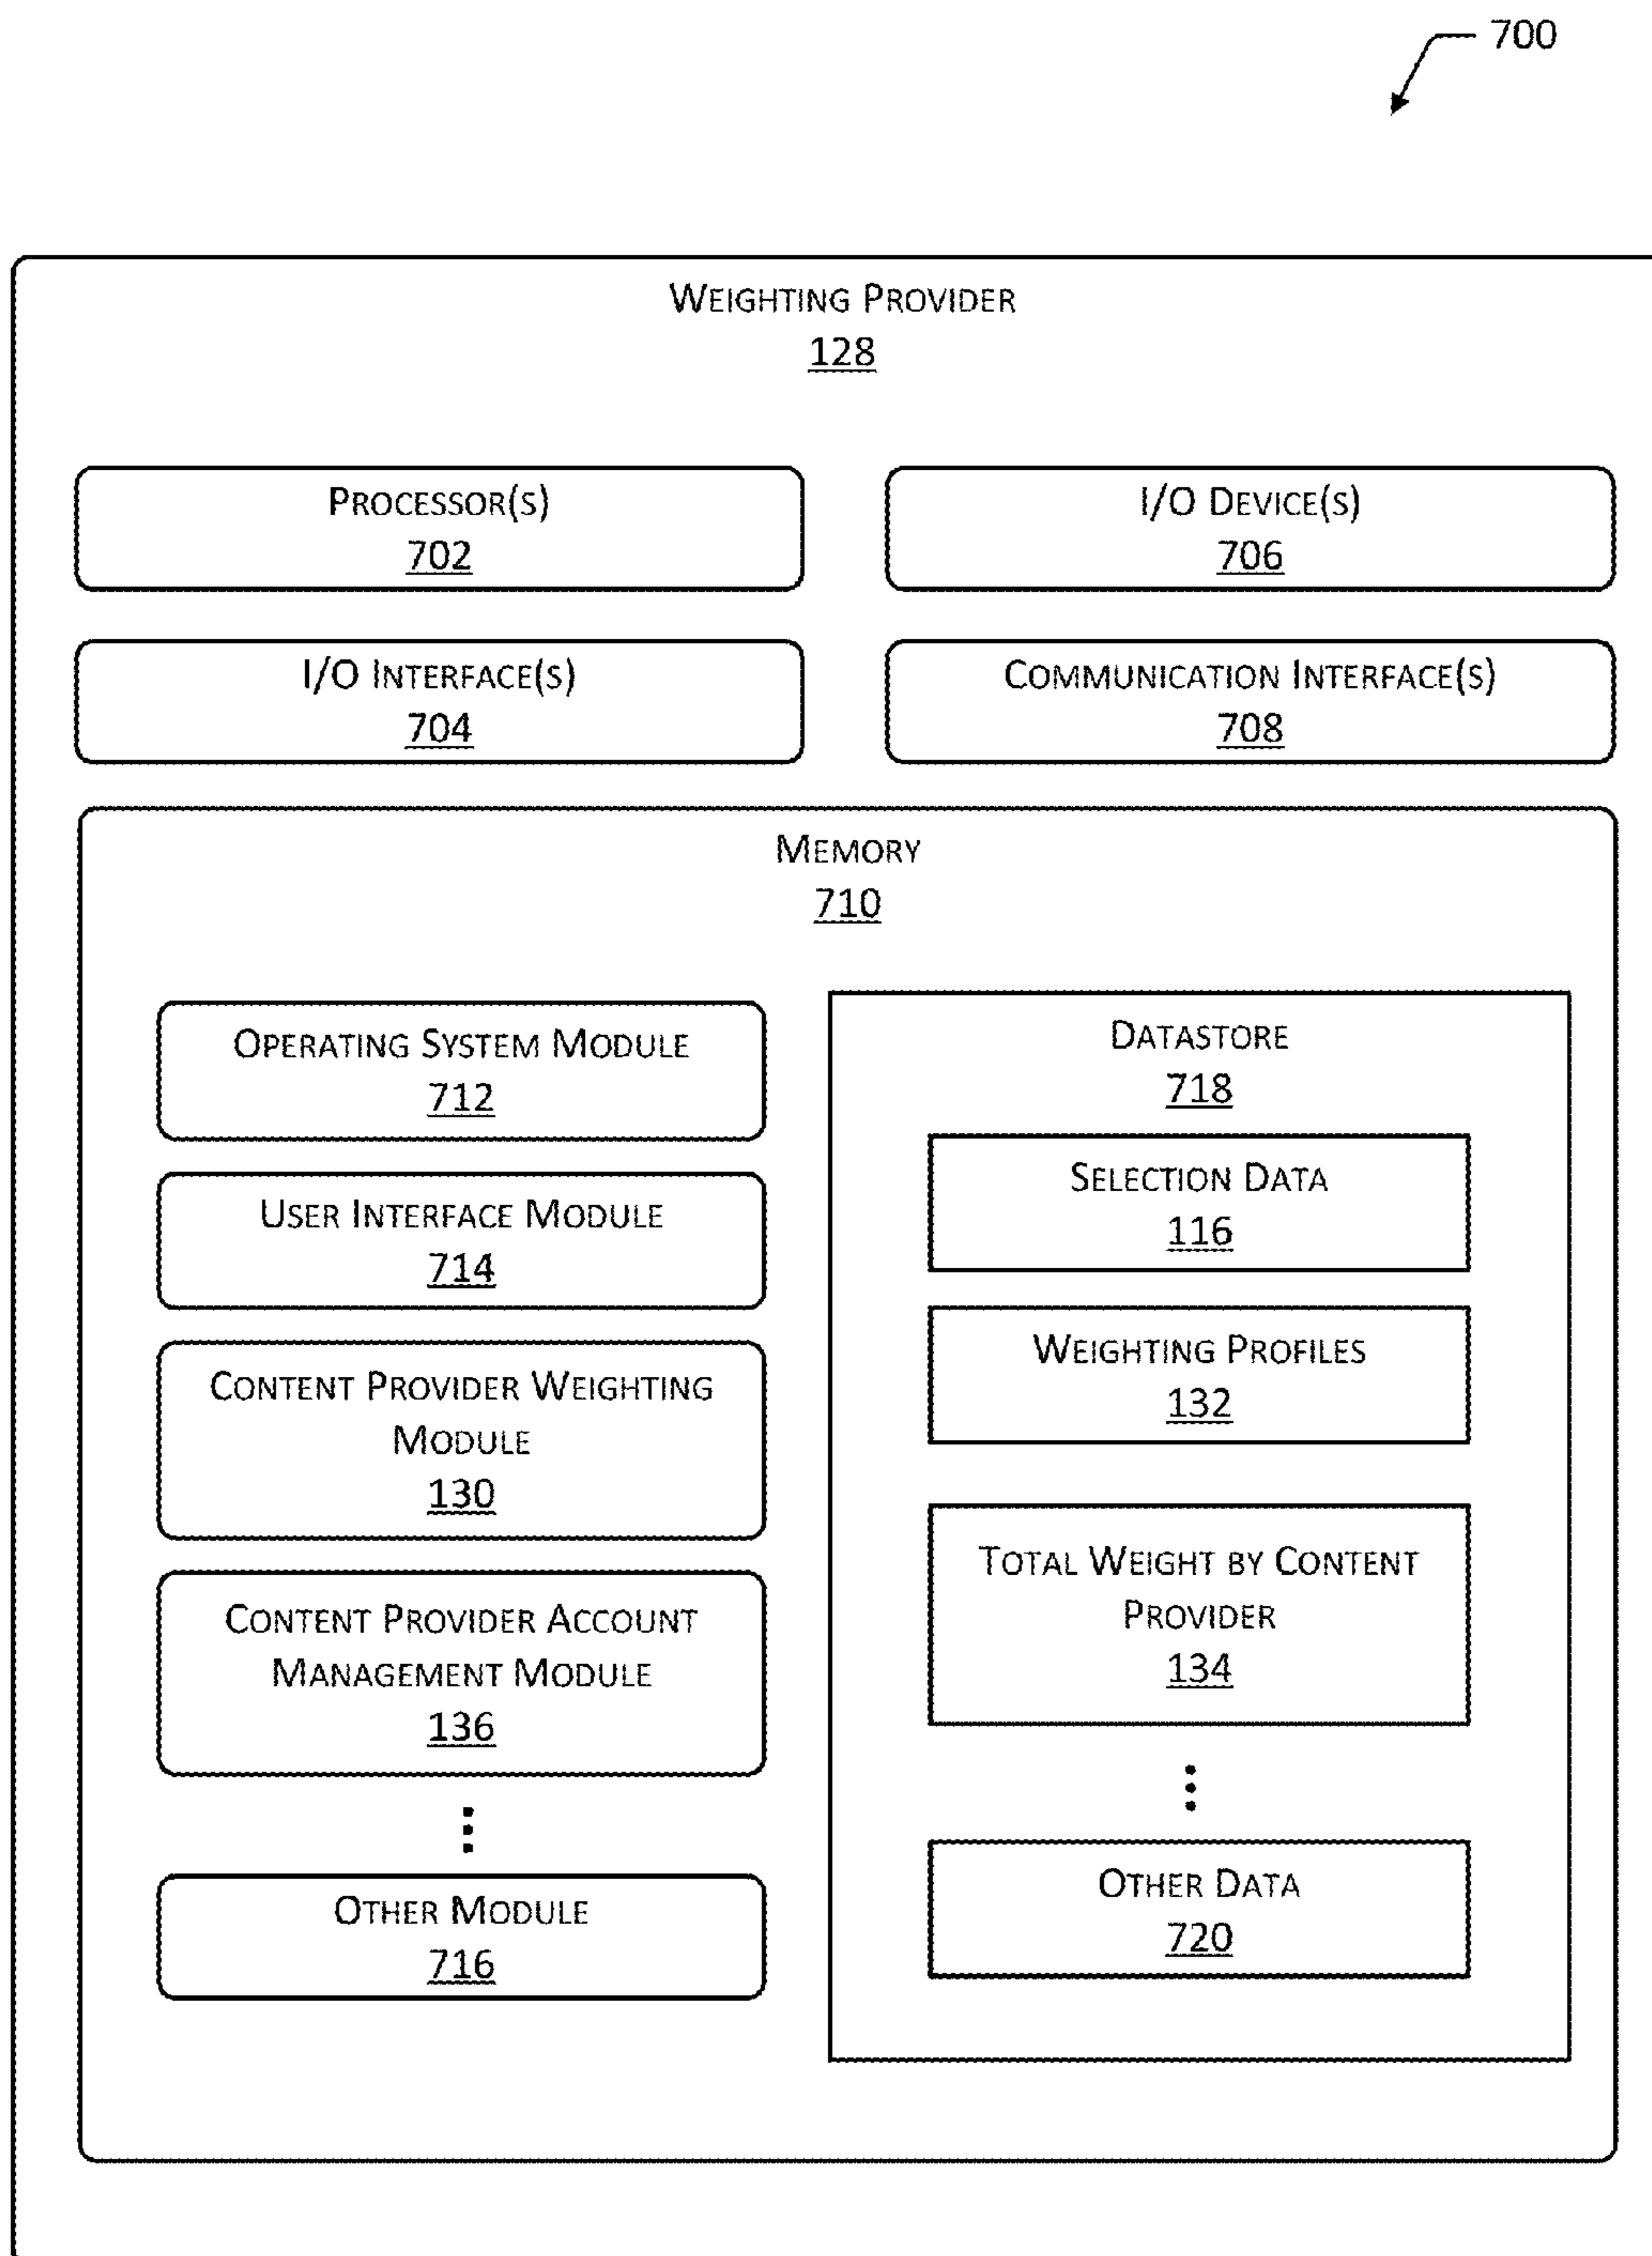 700
WEIGHTING PROVIDER
128
PROCESSOR(S)
702
I/O DEVICE(S)
706
I/O INTERFACE(S)
704
COMMUNICATION INTERFACE(S)
708
MEMORY
710
OPERATING SYSTEM MODULE
712
USER INTERFACE MODULE
714
CONTENT PROVIDER WEIGHTING
MODULE
130
CONTENT PROVIDER ACCOUNT
MANAGEMENT MODULE
136
OTHER MODULE
716
DATASTORE
718
SELECTION DATA
116
WEIGHTING PROFILES
132
TOTAL WEIGHT BY CONTENT
PROVIDER
134
OTHER DATA
720